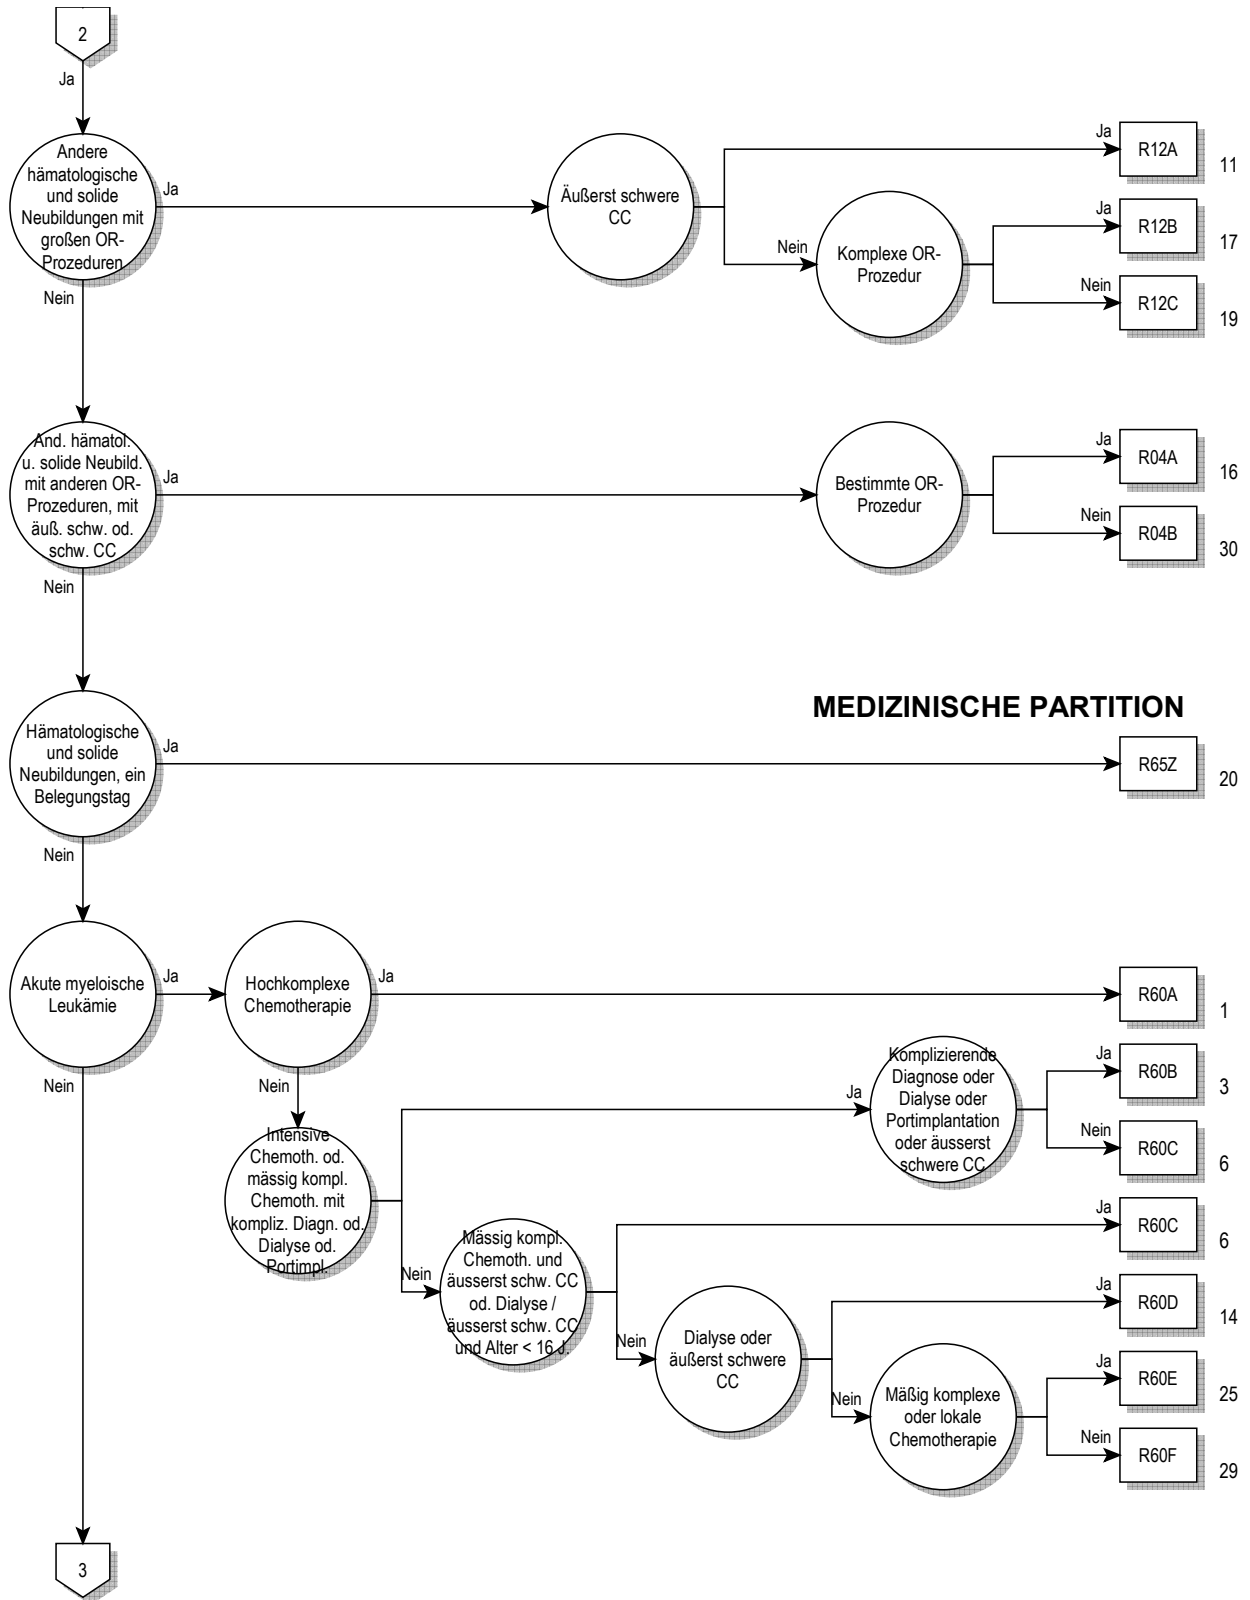 2
Ja
Andere
hämatologische
und solide
Neubildungen mit
großen OR-
Prozeduren
Ja
Nein
Äußerst schwere
CC
Nein
Komplexe OR-
Prozedur
Ja
R12A
11
Ja
R12B
17
Nein
R12C
19
And. hämatol.
u. solide Neubild.
mit anderen OR-
Prozeduren, mit
äuß. schw. od.
schw. CC
Ja
Nein
Bestimmte OR-
Prozedur
Ja
R04A
16
Nein
R04B
30
MEDIZINISCHE PARTITION
Hämatologische
und solide
Neubildungen, ein
Belegungstag
Ja
Nein
R65Z
20
Akute myeloische
Leukämie
Ja
Nein
Hochkomplexe
Chemotherapie
Ja
Nein
R60A
1
Intensive
Chemoth. od.
mässig kompl.
Chemoth. mit
kompliz. Diagn. od.
Dialyse od.
Portimpl.
Ja
Komplizierende
Diagnose oder
Dialyse oder
Portimplantation
oder äusserst
schwere CC
Ja
R60B
3
Nein
R60C
6
Nein
Mässig kompl.
Chemoth. und
äusserst schw. CC
od. Dialyse /
äusserst schw. CC
und Alter < 16 J.
Ja
R60C
6
Nein
Dialyse oder
äußerst schwere
CC
Ja
R60D
14
Nein
Mäßig komplexe
oder lokale
Chemotherapie
Ja
R60E
25
Nein
R60F
29
3